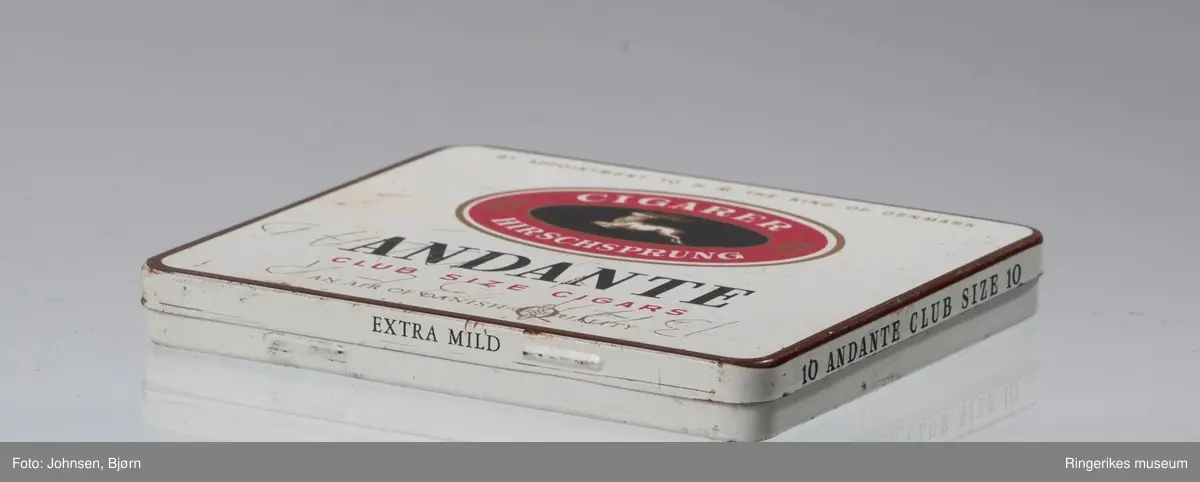 BY APPOINTMENT TO H. M. THE KING OF DENMARK
CIGARER
HIRSCHSPRUNG
ANDANTE
CLUB SIZE CIGARS
AN AIR OF DANISH QUALITY
EXTRA MILD
10 ANDANTE CLUB SIZE 10
Foto: Johnsen, Bjørn
Ringerikes museum